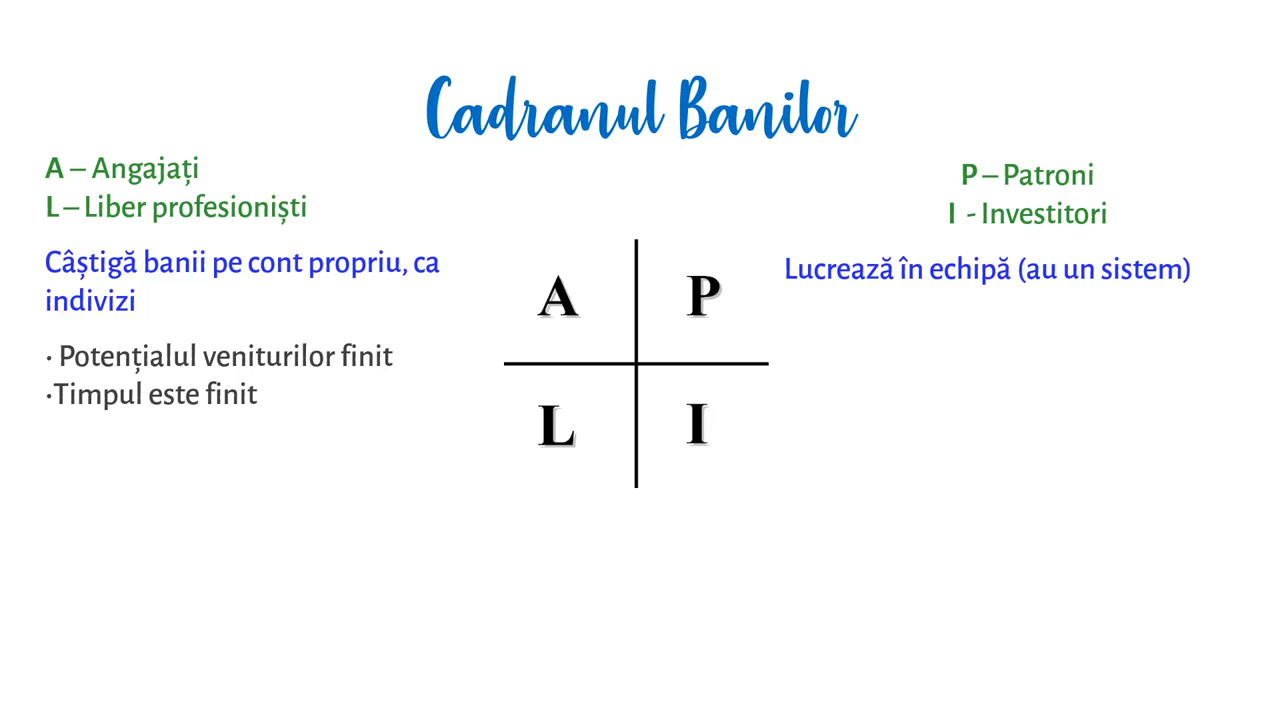 Cadranul Banilor
A – Angajați
L – Liber profesioniști
Câștigă banii pe cont propriu, ca
indivizi
· Potențialul veniturilor finit
·Timpul este finit
A
P
L
I
P – Patroni
I - Investitori
Lucrează în echipă (au un sistem)